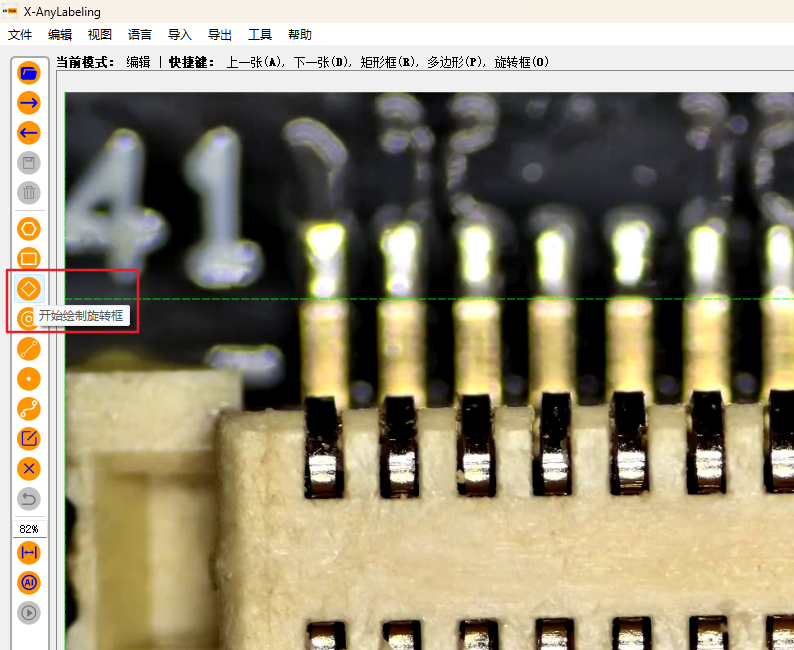 X-AnyLabeling
文件 编辑 视图 语言 导入 导出 工具 帮助
当前模式: 编辑 | 快捷键: 上一张(A), 下一张(D), 矩形框(R), 多边形(P), 旋转框(O)
41
开始绘制旋转框
82%
AI